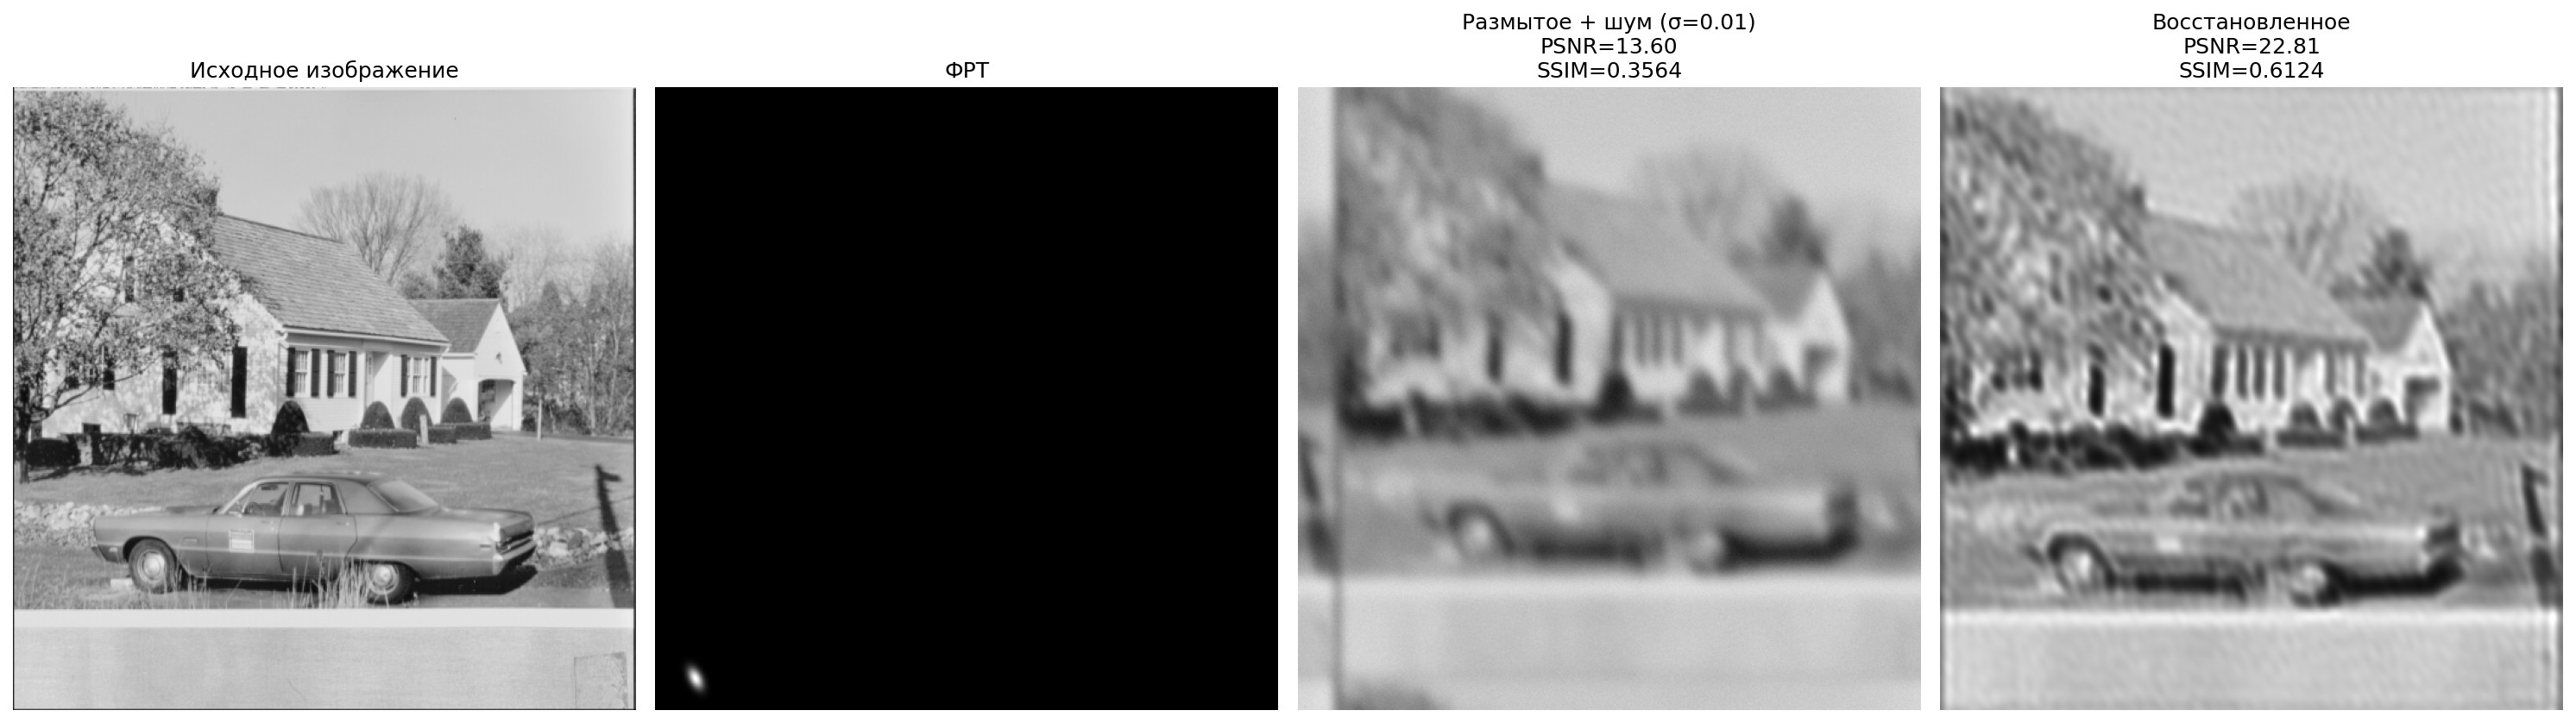 Исходное изображение
ФРТ
Размытое + шум (σ=0.01)
PSNR=13.60
SSIM=0.3564
Восстановленное
PSNR=22.81
SSIM=0.6124